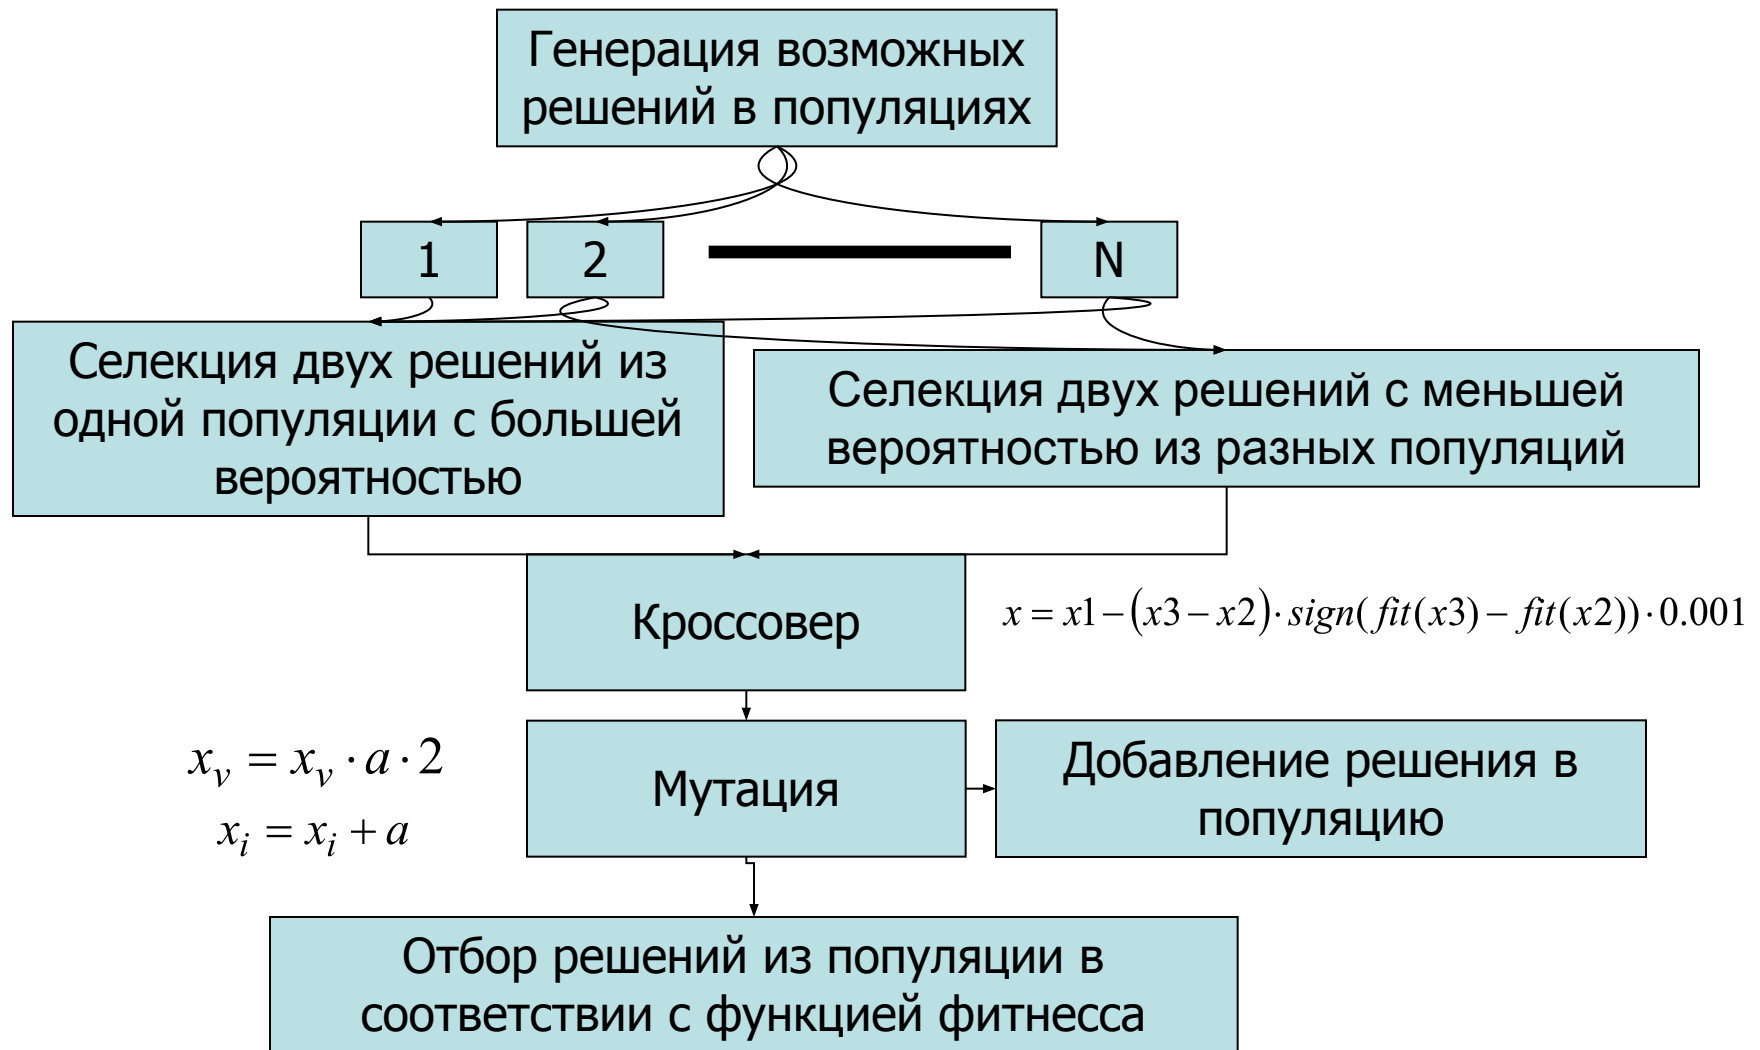 Генерация возможных
решений в популяциях
1
2
N
Селекция двух решений из
одной популяции с большей
вероятностью
Селекция двух решений с меньшей
вероятностью из разных популяций
Кроссовер
x = x1 – (x3 – x2) · sign( fit(x3) – fit(x2)) · 0.001
x_v = x_v · a · 2
x_i = x_i + a
Мутация
Добавление решения в
популяцию
Отбор решений из популяции в
соответствии с функцией фитнесса